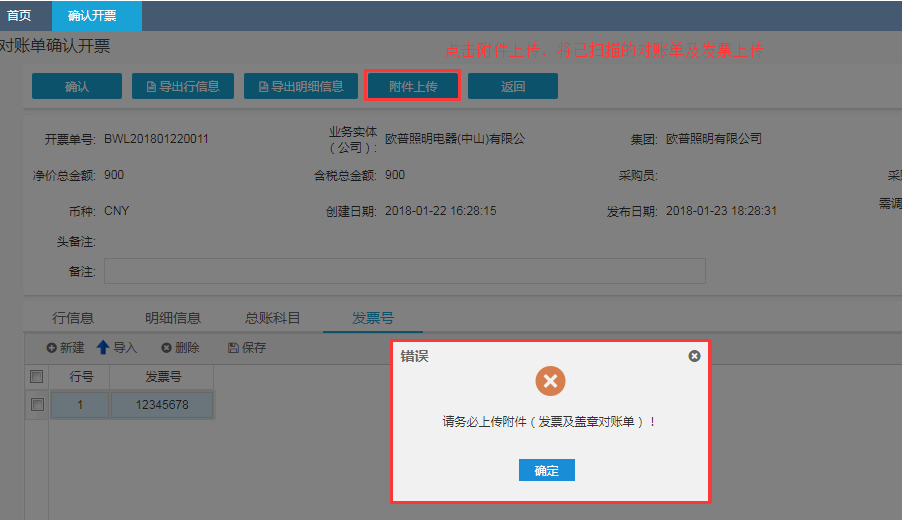 首页 确认开票
对账单确认开票
点击附件上传，将已扫描的对账单及发票上传
确认 导出行信息 导出明细信息 附件上传 返回
开票单号: BWL201801220011 业务实体（公司）: 欧普照明电器(中山)有限公 集团: 欧普照明有限公司
净价总金额: 900 含税总金额: 900 采购员: 采
币种: CNY 创建日期: 2018-01-22 16:28:15 发布日期: 2018-01-23 18:28:31 需调
头备注:
备注:
行信息 明细信息 总账科目 发票号
新建 导入 删除 保存
行号 发票号
1 12345678
错误
请务必上传附件（发票及盖章对账单）！
确定